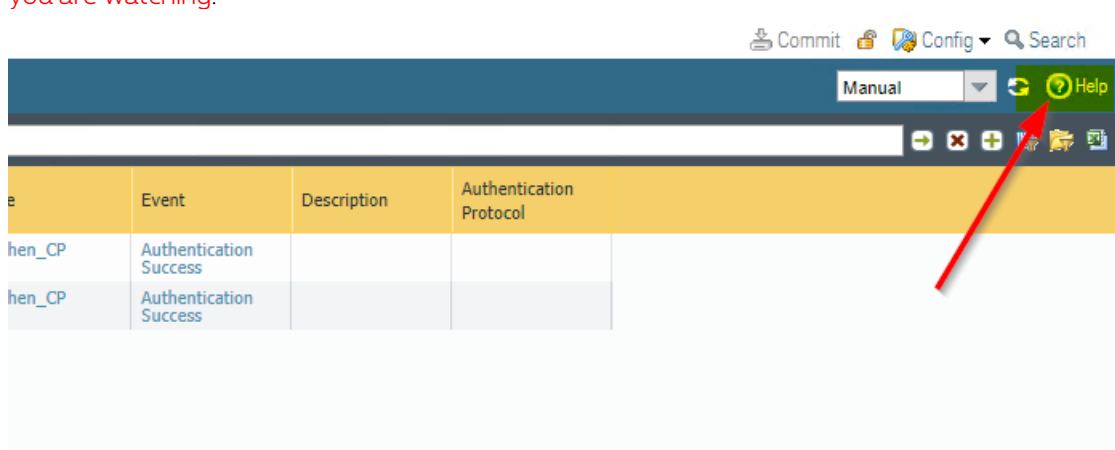 you are watching.
Commit Config Search
Manual Help
e Event Description Authentication
Protocol
hen_CP Authentication
Success
hen_CP Authentication
Success